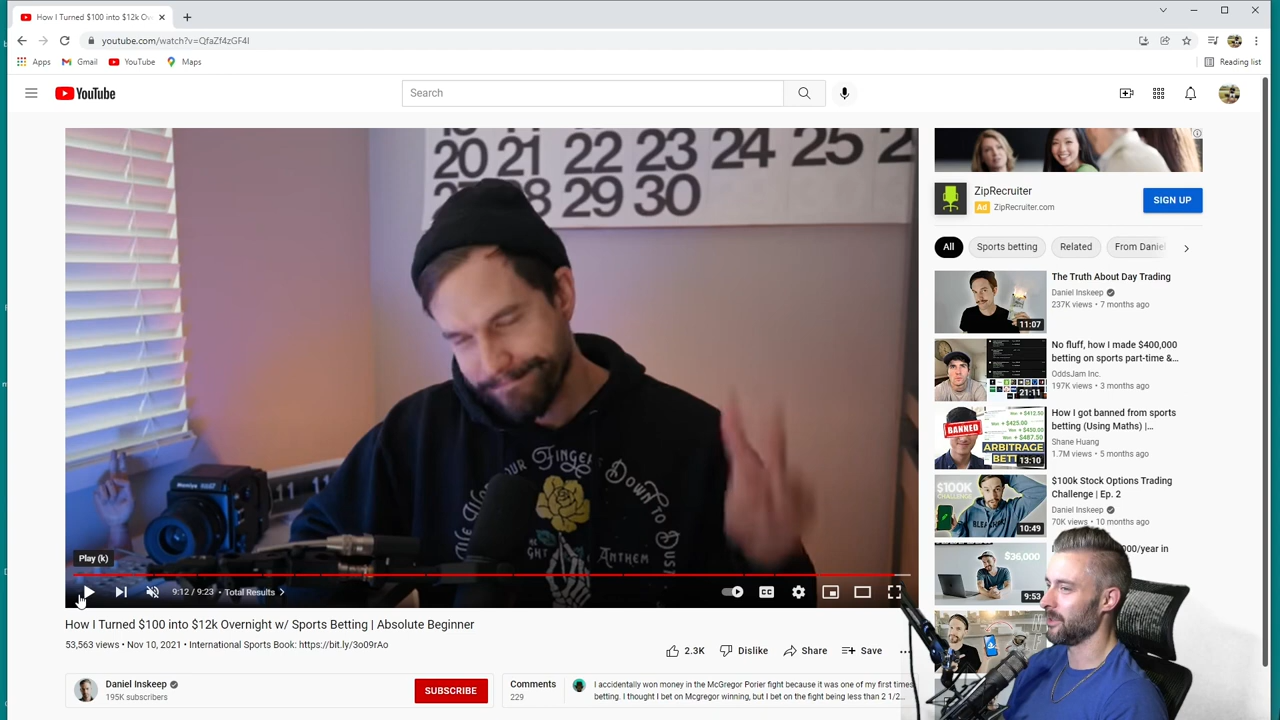 How I Turned $100 into $12k Ov
youtube.com/watch?v=QfaZf4zGF4I
Apps
Gmail
YouTube
Maps
Reading list
YouTube
Search
20 21 22 23 24 25 2
28 29 30
ZipRecruiter
Ad ZipRecruiter.com
SIGN UP
All
Sports betting
Related
From Daniel
The Truth About Day Trading
Daniel Inskeep
237K views • 7 months ago
11:07
No fluff, how I made $400,000
betting on sports part-time &...
OddsJam Inc.
197K views • 3 months ago
21:11
How I got banned from sports
betting (Using Maths) |...
Shane Huang
1.7M views • 5 months ago
BANNED
ARBITRAGE
13:10
$100k Stock Options Trading
Challenge | Ep. 2
Daniel Inskeep
70K views • 10 months ago
$100K
CHALLENGE
10:49
000/year in
$36,000
9:53
Play (k)
9:12 / 9:23 • Total Results
How I Turned $100 into $12k Overnight w/ Sports Betting | Absolute Beginner
53,563 views • Nov 10, 2021 • International Sports Book: https://bit.ly/3o09rAo
2.3K
Dislike
Share
Save
Daniel Inskeep
195K subscribers
SUBSCRIBE
Comments
229
I accidentally won money in the McGregor Porier fight because it was one of my first times
betting. I thought I bet on Mcgregor winning, but I bet on the fight being less than 2 1/2...